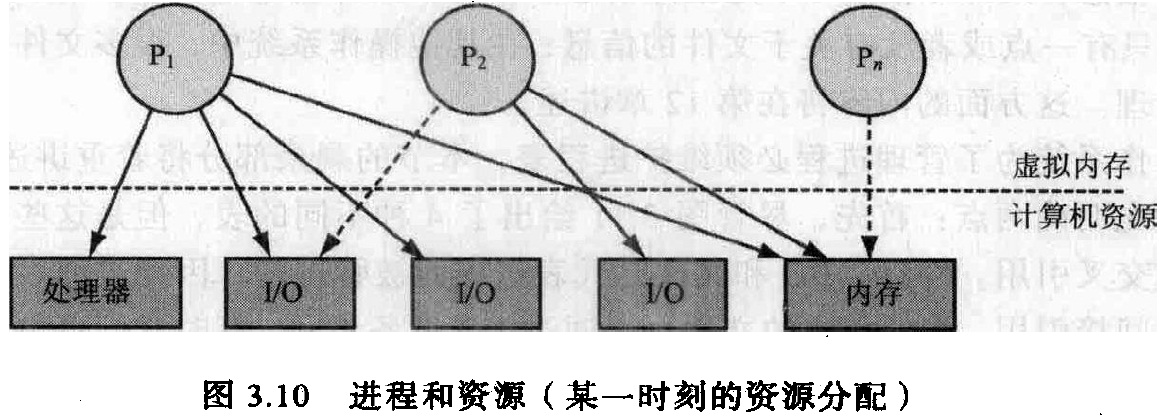 P₁
P₂
Pₙ
虚拟内存
计算机资源
处理器
I/O
I/O
I/O
内存
图 3.10 进程和资源（某一时刻的资源分配）